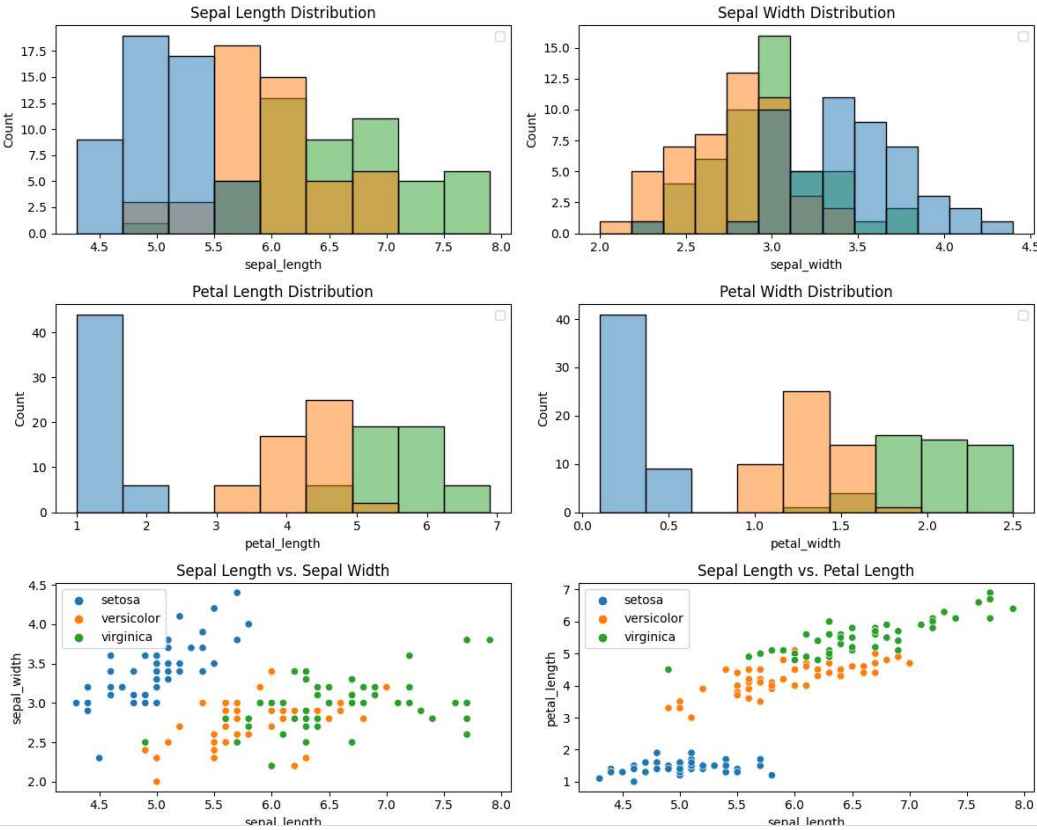 Sepal Length Distribution
17.5
15.0
12.5
10.0
7.5
5.0
2.5
0.0
Count
4.5 5.0 5.5 6.0 6.5 7.0 7.5 8.0
sepal_length
Sepal Width Distribution
15.0
12.5
10.0
7.5
5.0
2.5
0.0
Count
2.0 2.5 3.0 3.5 4.0 4.5
sepal_width
Petal Length Distribution
40
30
20
10
0
Count
1 2 3 4 5 6 7
petal_length
Petal Width Distribution
40
30
20
10
0
Count
0.0 0.5 1.0 1.5 2.0 2.5
petal_width
Sepal Length vs. Sepal Width
setosa
versicolor
virginica
4.5
4.0
3.5
3.0
2.5
2.0
sepal_width
4.5 5.0 5.5 6.0 6.5 7.0 7.5 8.0
sepal_length
Sepal Length vs. Petal Length
setosa
versicolor
virginica
7
6
5
4
3
2
1
petal_length
4.5 5.0 5.5 6.0 6.5 7.0 7.5 8.0
sepal_length